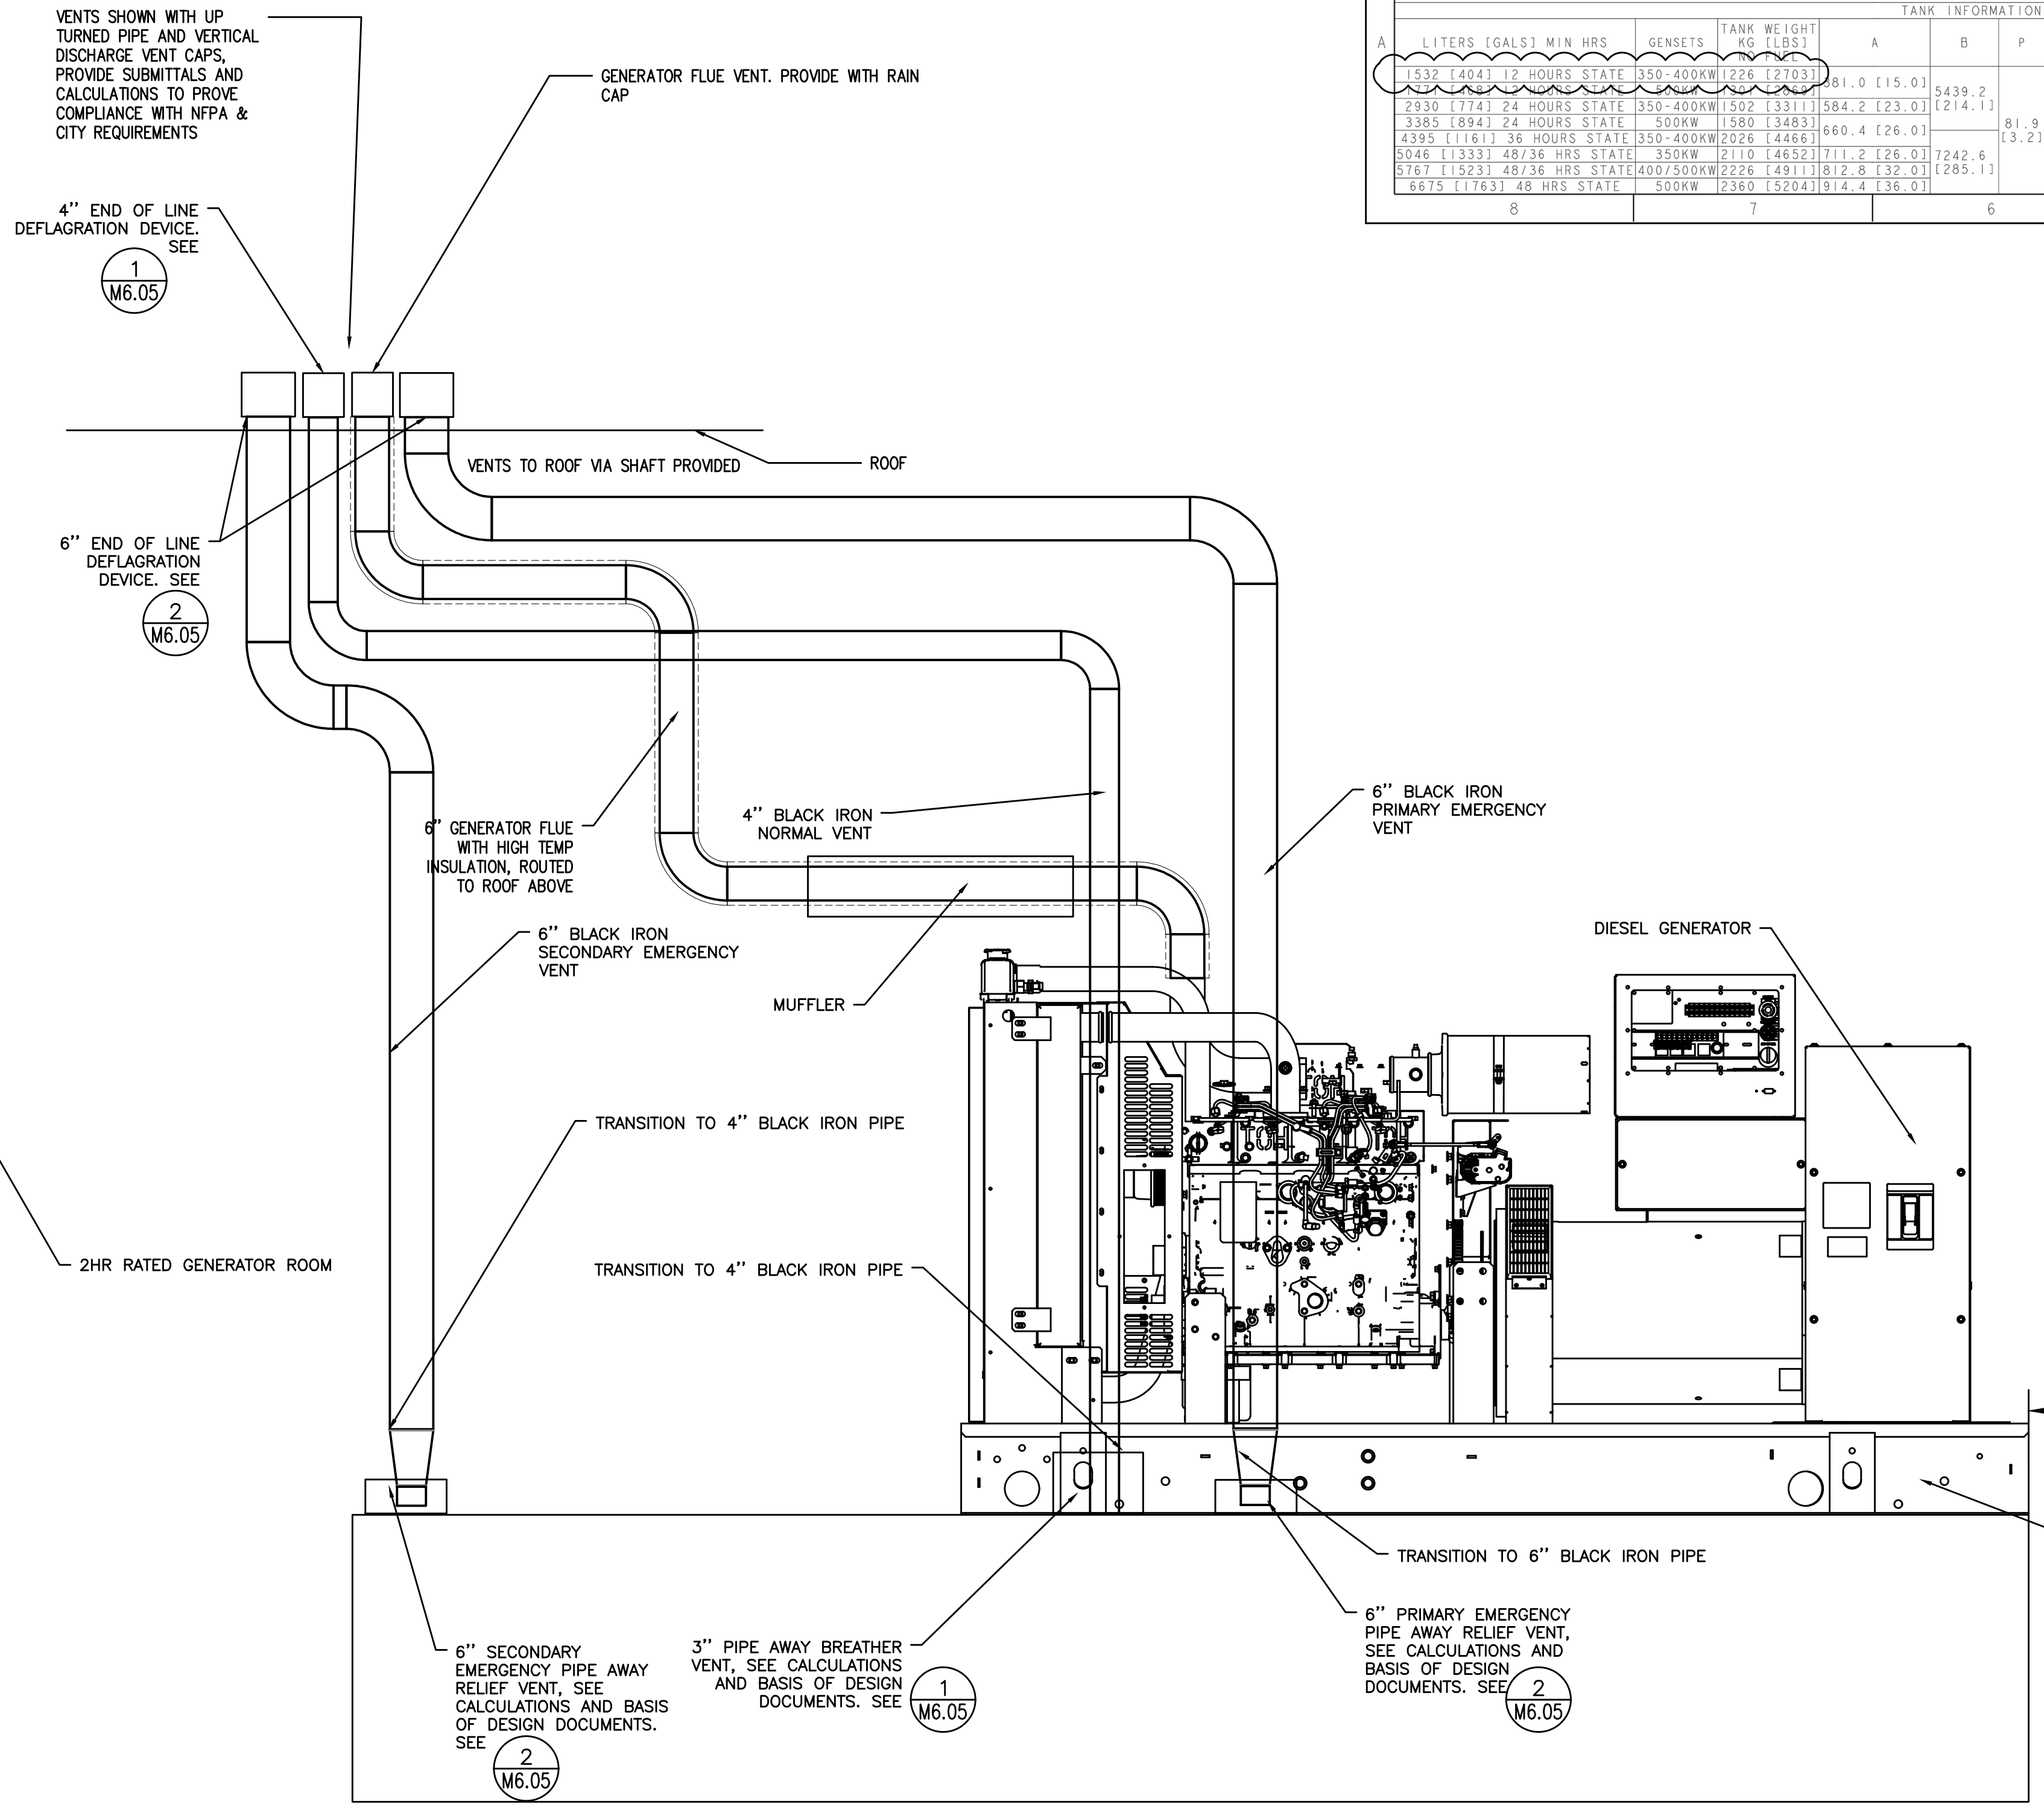 VENTS SHOWN WITH UP
TURNED PIPE AND VERTICAL
DISCHARGE VENT CAPS,
PROVIDE SUBMITTALS AND
CALCULATIONS TO PROVE
COMPLIANCE WITH NFPA &
CITY REQUIREMENTS
GENERATOR FLUE VENT. PROVIDE WITH RAIN
CAP
TANK INFORMATION
A LITERS [GALS] MIN HRS GENSETS TANK WEIGHT KG [LBS] NO FUEL A B P
1532 [404] 12 HOURS STATE 350-400KW 1226 [2703] 381.0 [15.0] 5439.2 [214.1] 81.9 [3.2]
1771 [468] 12 HOURS STATE 500KW 1301 [2869]
2930 [774] 24 HOURS STATE 350-400KW 1502 [3311] 584.2 [23.0]
3385 [894] 24 HOURS STATE 500KW 1580 [3483] 660.4 [26.0]
4395 [1161] 36 HOURS STATE 350-400KW 2026 [4466] 7242.6 [285.1]
5046 [1333] 48/36 HRS STATE 350KW 2110 [4652] 711.2 [26.0]
5767 [1523] 48/36 HRS STATE 400/500KW 2226 [4911] 812.8 [32.0]
6675 [1763] 48 HRS STATE 500KW 2360 [5204] 914.4 [36.0]
8 7 6
4'' END OF LINE
DEFLAGRATION DEVICE.
SEE
1
M6.05
VENTS TO ROOF VIA SHAFT PROVIDED
ROOF
6'' END OF LINE
DEFLAGRATION
DEVICE. SEE
2
M6.05
6" GENERATOR FLUE
WITH HIGH TEMP
INSULATION, ROUTED
TO ROOF ABOVE
4'' BLACK IRON
NORMAL VENT
6'' BLACK IRON
PRIMARY EMERGENCY
VENT
6'' BLACK IRON
SECONDARY EMERGENCY
VENT
MUFFLER
DIESEL GENERATOR
TRANSITION TO 4'' BLACK IRON PIPE
2HR RATED GENERATOR ROOM
TRANSITION TO 4'' BLACK IRON PIPE
TRANSITION TO 6'' BLACK IRON PIPE
6'' SECONDARY
EMERGENCY PIPE AWAY
RELIEF VENT, SEE
CALCULATIONS AND BASIS
OF DESIGN DOCUMENTS.
SEE
2
M6.05
3'' PIPE AWAY BREATHER
VENT, SEE CALCULATIONS
AND BASIS OF DESIGN
DOCUMENTS. SEE
1
M6.05
6'' PRIMARY EMERGENCY
PIPE AWAY RELIEF VENT,
SEE CALCULATIONS AND
BASIS OF DESIGN
DOCUMENTS. SEE
2
M6.05